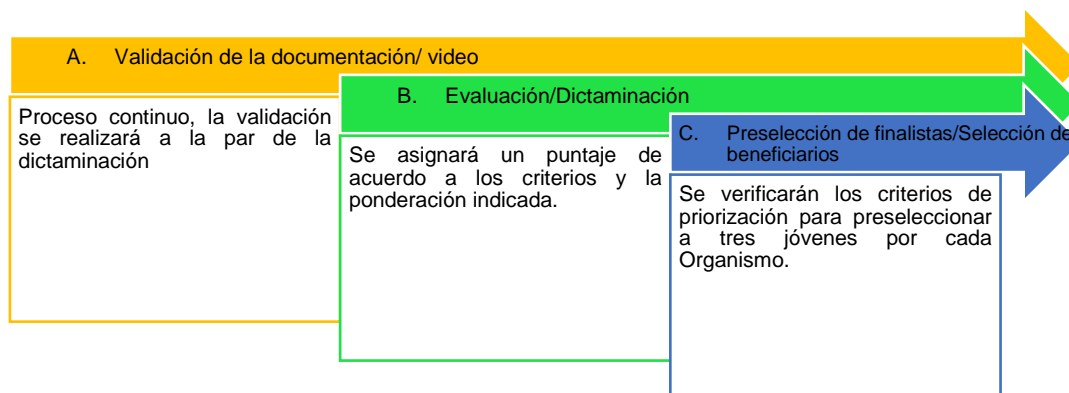 A. Validación de la documentación/ video
Proceso continuo, la validación
se realizará a la par de la
dictaminación
B. Evaluación/Dictaminación
Se asignará un puntaje de
acuerdo a los criterios y la
ponderación indicada.
C. Preselección de finalistas/Selección de
beneficiarios
Se verificarán los criterios de
priorización para preseleccionar
a tres jóvenes por cada
Organismo.